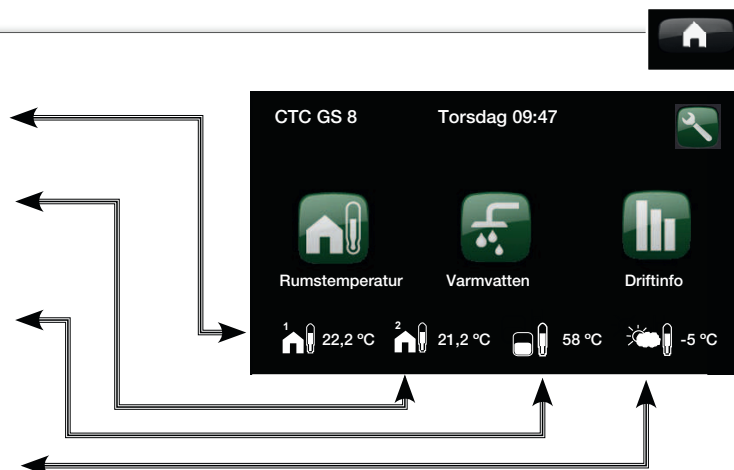 CTC GS 8 Torsdag 09:47
Rumstemperatur Varmvatten Driftinfo
1 22,2 °C 2 21,2 °C 58 °C -5 °C